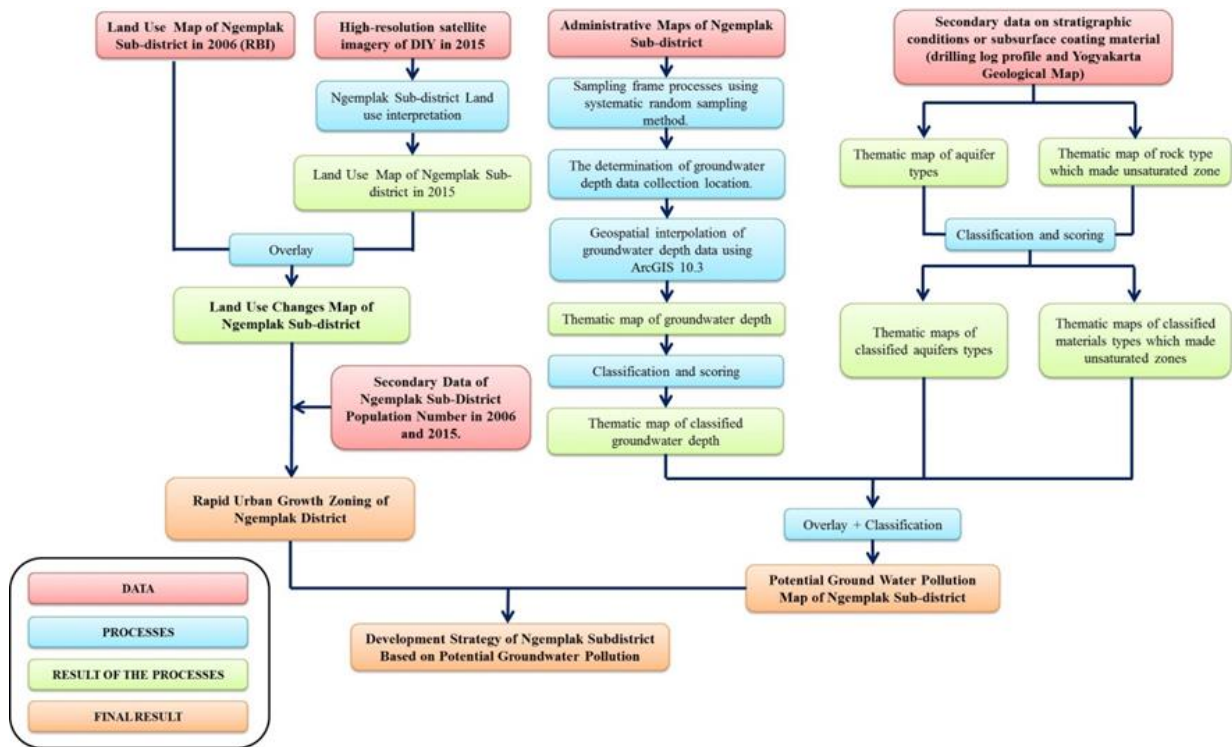 Land Use Map of Ngemplak
Sub-district in 2006 (RBI)
High-resolution satellite
imagery of DIY in 2015
Administrative Maps of Ngemplak
Sub-district
Secondary data on stratigraphic
conditions or subsurface coating material
(drilling log profile and Yogyakarta
Geological Map)
Ngemplak Sub-district Land
use interpretation
Sampling frame processes using
systematic random sampling
method.
Land Use Map of Ngemplak Sub-
district in 2015
The determination of groundwater
depth data collection location.
Thematic map of aquifer
types
Thematic map of rock type
which made unsaturated zone
Overlay
Geospatial interpolation of
groundwater depth data using
ArcGIS 10.3
Classification and scoring
Land Use Changes Map of
Ngemplak Sub-district
Thematic map of groundwater depth
Thematic maps of
classified aquifers types
Thematic maps of classified
materials types which made
unsaturated zones
Secondary Data of
Ngemplak Sub-District
Population Number in 2006
and 2015.
Classification and scoring
Thematic map of classified
groundwater depth
Rapid Urban Growth Zoning of
Ngemplak District
Overlay + Classification
Potential Ground Water Pollution
Map of Ngemplak Sub-district
Development Strategy of Ngemplak Subdistrict
Based on Potential Groundwater Pollution
DATA
PROCESSES
RESULT OF THE PROCESSES
FINAL RESULT